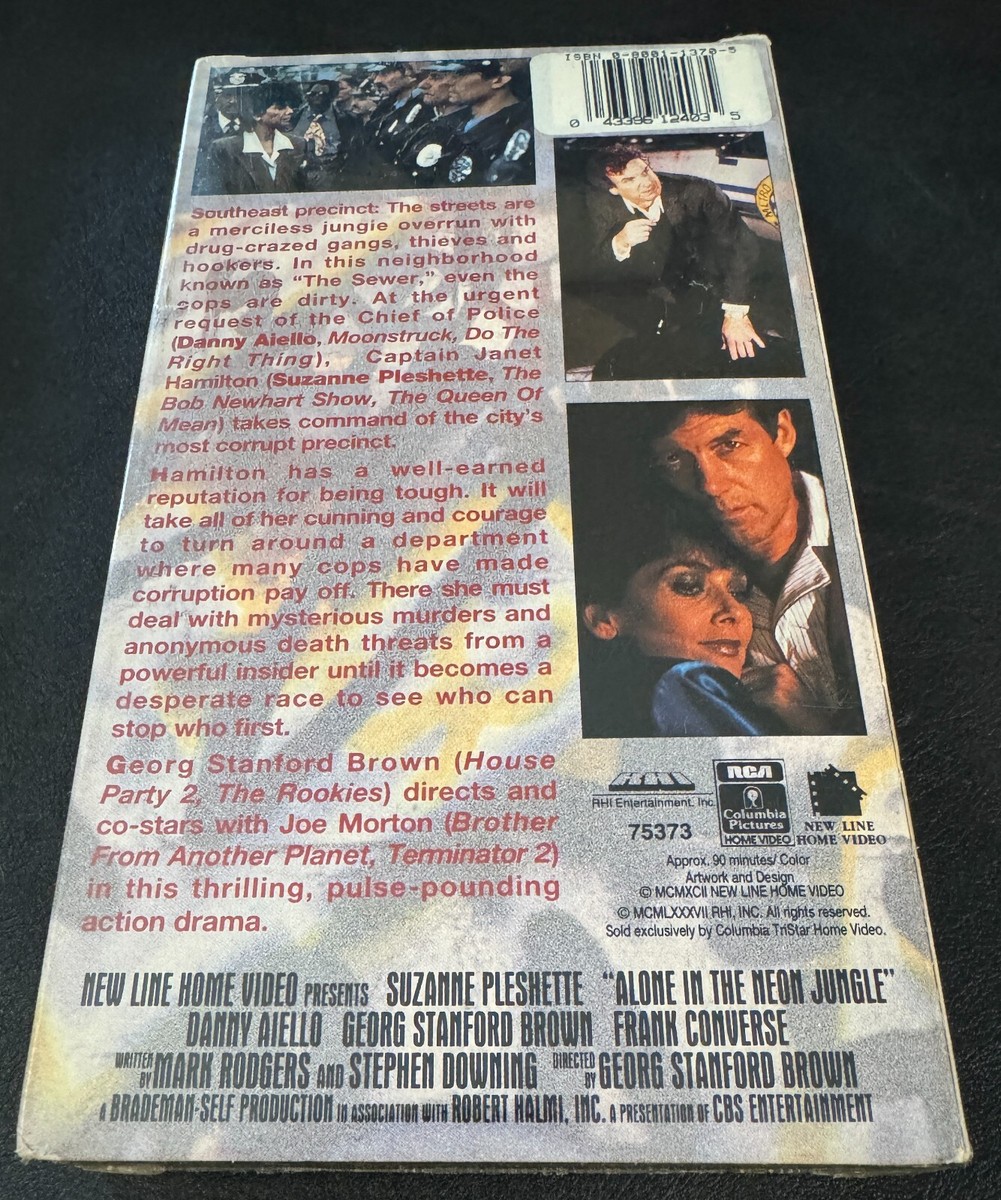 ISBN 0-8001-1370-5
0 43396 12403 5
METRO
Southeast precinct: The streets are
a merciless jungle overrun with
drug-crazed gangs, thieves and
hookers. In this neighborhood
known as “The Sewer,” even the
cops are dirty. At the urgent
request of the Chief of Police
(Danny Aiello, Moonstruck, Do The
Right Thing), Captain Janet
Hamilton (Suzanne Pleshette, The
Bob Newhart Show, The Queen Of
Mean) takes command of the city’s
most corrupt precinct.
Hamilton has a well-earned
reputation for being tough. It will
take all of her cunning and courage
to turn around a department
where many cops have made
corruption pay off. There she must
deal with mysterious murders and
anonymous death threats from a
powerful insider until it becomes a
desperate race to see who can
stop who first.
Georg Stanford Brown (House
Party 2, The Rookies) directs and
co-stars with Joe Morton (Brother
From Another Planet, Terminator 2)
in this thrilling, pulse-pounding
action drama.
RHI
RHI Entertainment, Inc.
75373
RCA
Columbia
Pictures
HOME VIDEO
NEW LINE
HOME VIDEO
Approx. 90 minutes/ Color
Artwork and Design
© MCMXCII NEW LINE HOME VIDEO
© MCMLXXXVII RHI, INC. All rights reserved.
Sold exclusively by Columbia TriStar Home Video.
NEW LINE HOME VIDEO PRESENTS SUZANNE PLESHETTE “ALONE IN THE NEON JUNGLE”
DANNY AIELLO GEORG STANFORD BROWN FRANK CONVERSE
WRITTEN BY MARK RODGERS AND STEPHEN DOWNING DIRECTED BY GEORG STANFORD BROWN
A BRADEMAN-SELF PRODUCTION IN ASSOCIATION WITH ROBERT HALMI, INC. A PRESENTATION OF CBS ENTERTAINMENT